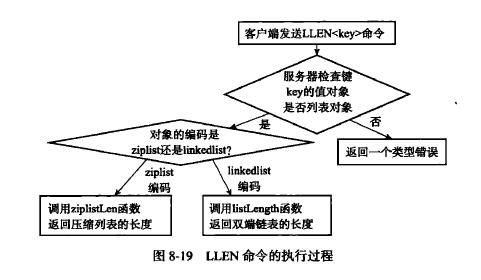 客户端发送LLEN<key>命令
服务器检查键
key的值对象
是否列表对象
是
否
对象的编码是
ziplist还是linkedlist?
返回一个类型错误
ziplist
编码
linkedlist
编码
调用ziplistLen函数
返回压缩列表的长度
调用listLength函数
返回双端链表的长度
图 8-19 LLEN 命令的执行过程